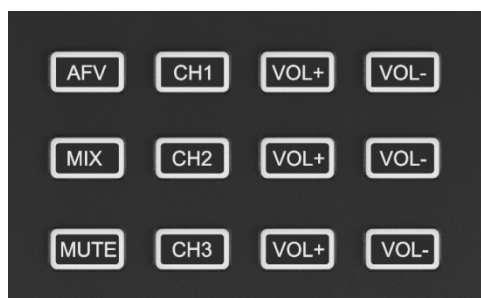 AFV CH1 VOL+ VOL-
MIX CH2 VOL+ VOL-
MUTE CH3 VOL+ VOL-